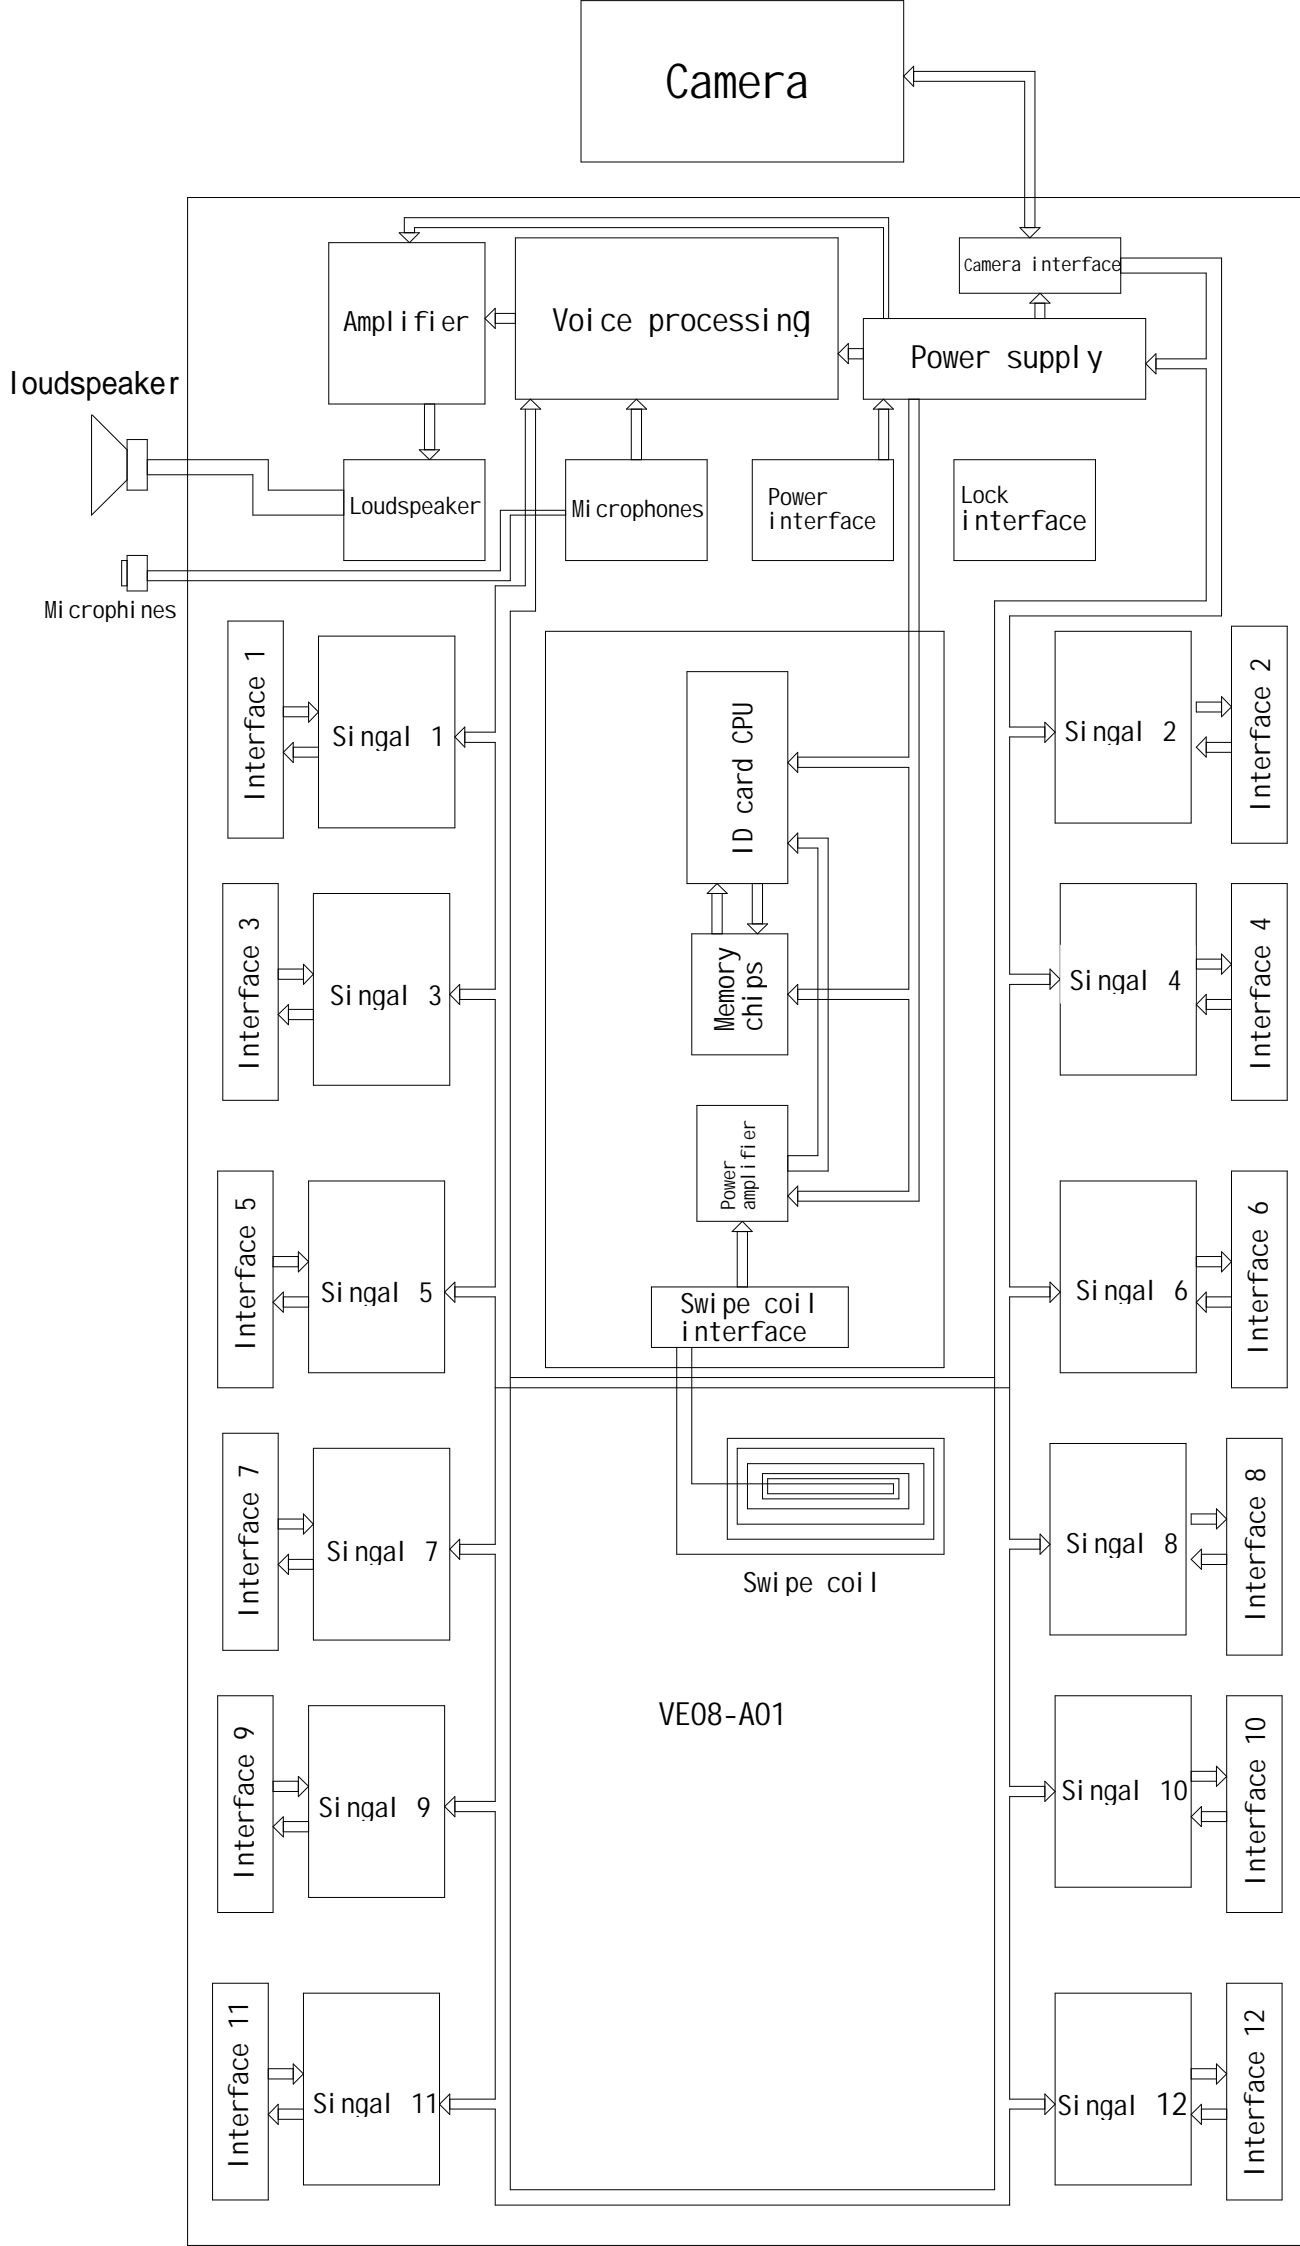 Camera
Camera interface
Amplifier
Voice processing
Power supply
loudspeaker
Loudspeaker
Microphones
Power
interface
Lock
interface
Microphines
Interface 1
Singal 1
ID card CPU
Singal 2
Interface 2
Interface 3
Singal 3
Memory
chips
Singal 4
Interface 4
Interface 5
Singal 5
Power
amplifier
Singal 6
Interface 6
Swipe coil
interface
Interface 7
Singal 7
Singal 8
Interface 8
Swipe coil
VE08-A01
Interface 9
Singal 9
Singal 10
Interface 10
Interface 11
Singal 11
Singal 12
Interface 12